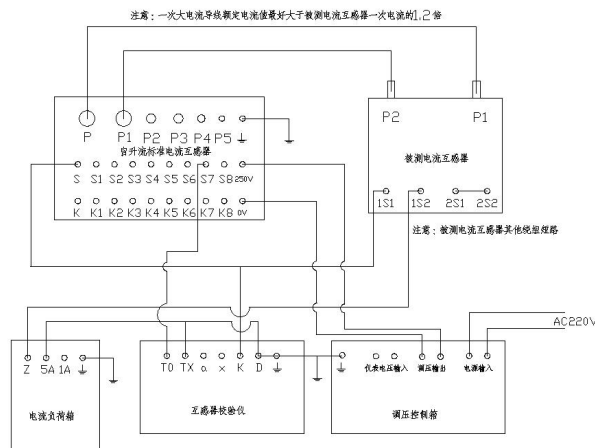 注意：一次大电流导线额定电流值最好大于被测电流互感器一次电流的1.2倍
P P1 P2 P3 P4 P5
自升流标准电流互感器
S S1 S2 S3 S4 S5 S6 S7 S8 250V
K K1 K2 K3 K4 K5 K6 K7 K8 0V
P2 P1
被测电流互感器
1S1 1S2 2S1 2S2
注意：被测电流互感器其他绕组短路
AC220V
Z 5A 1A
电流负荷箱
TO TX a x K D
互感器校验仪
仪表电压输入 调压输出 电源输入
调压控制箱